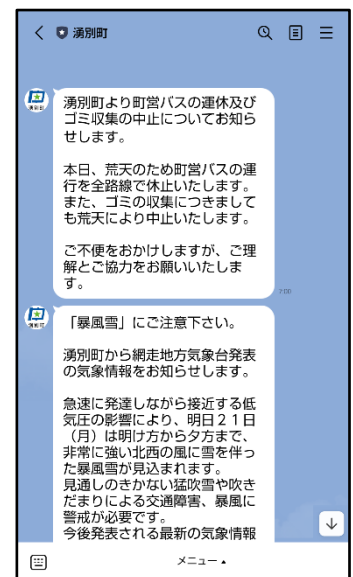 湧別町
湧別町より町営バスの運休及び
ゴミ収集の中止についてお知ら
せします。
本日、荒天のため町営バスの運
行を全路線で休止いたします。
また、ゴミの収集につきまして
も荒天により中止いたします。
ご不便をおかけしますが、ご理
解とご協力をお願いいたしま
す。
7:00
「暴風雪」にご注意下さい。
湧別町から網走地方気象台発表
の気象情報をお知らせします。
急速に発達しながら接近する低
気圧の影響により、明日２１日
（月）は明け方から夕方まで、
非常に強い北西の風に雪を伴っ
た暴風雪が見込まれます。
見通しのきかない猛吹雪や吹き
だまりによる交通障害、暴風に
警戒が必要です。
今後発表される最新の気象情報
メニュー